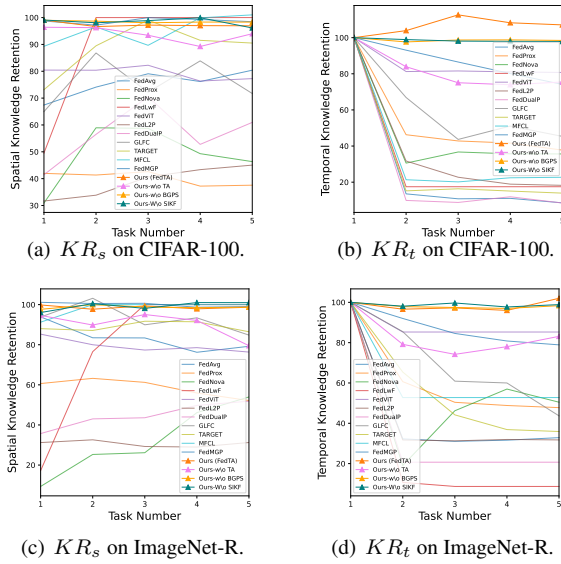 Spatial Knowledge Retention
100
90
80
70
60
50
40
30
1 2 3 4 5
Task Number
FedAvg
FedProx
FedNova
FedLwF
FedViT
FedL2P
FedDualP
GLFC
TARGET
MFCL
FedMGP
Ours (FedTA)
Ours-w\o TA
Ours-w\o BGPS
Ours-W\o SIKF
(a) KRs on CIFAR-100.
Temporal Knowledge Retention
100
80
60
40
20
1 2 3 4 5
Task Number
FedAvg
FedProx
FedNova
FedLwF
FedViT
FedL2P
FedDualP
GLFC
TARGET
MFCL
FedMGP
Ours (FedTA)
Ours-w\o TA
Ours-w\o BGPS
Ours-W\o SIKF
(b) KRt on CIFAR-100.
Spatial Knowledge Retention
100
80
60
40
20
1 2 3 4 5
Task Number
FedAvg
FedProx
FedNova
FedLwF
FedViT
FedL2P
FedDualP
GLFC
TARGET
MFCL
FedMGP
Ours (FedTA)
Ours-w\o TA
Ours-w\o BGPS
Ours-W\o SIKF
(c) KRs on ImageNet-R.
Temporal Knowledge Retention
100
80
60
40
20
1 2 3 4 5
Task Number
FedAvg
FedProx
FedNova
FedLwF
FedViT
FedL2P
FedDualP
GLFC
TARGET
MFCL
FedMGP
Ours (FedTA)
Ours-w\o TA
Ours-w\o BGPS
Ours-W\o SIKF
(d) KRt on ImageNet-R.